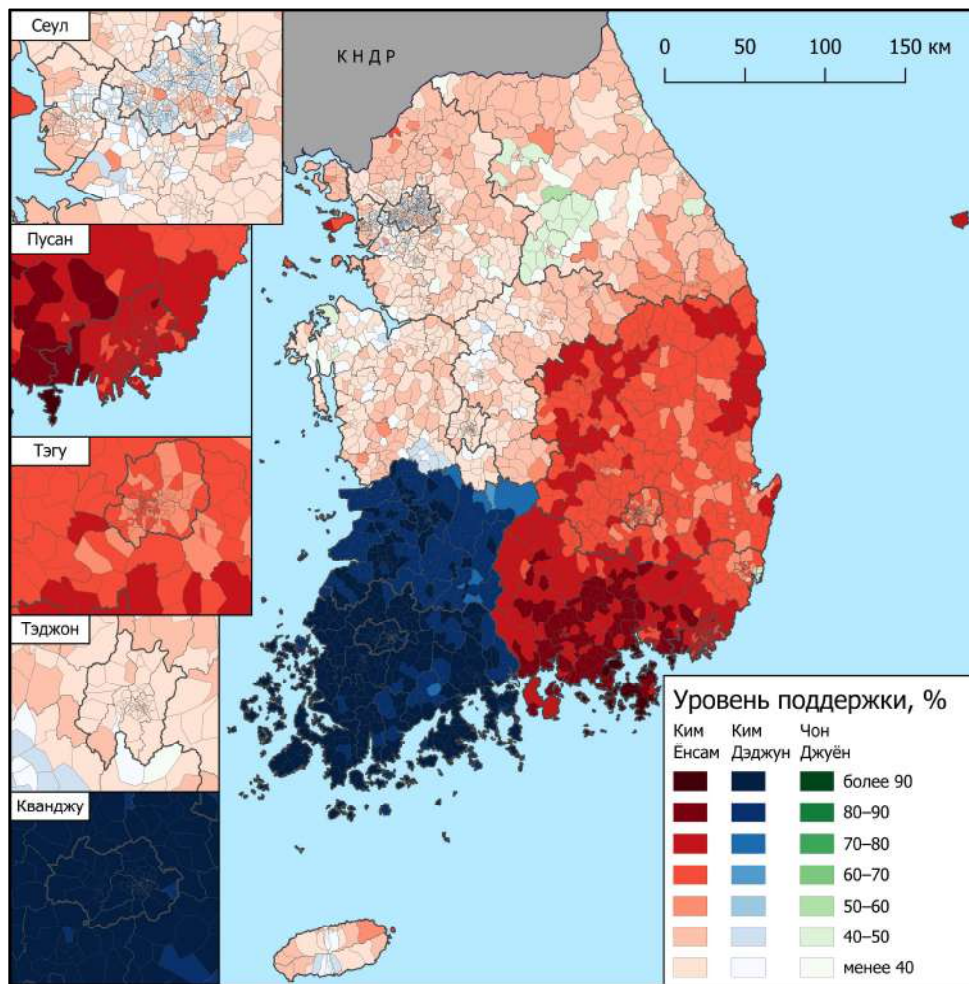 Сеул
КНДР
0 50 100 150 км
Пусан
Тэгу
Тэджон
Кванджу
Уровень поддержки, %
Ким Ким Чон
Ёнсам Дэджун Джуён
более 90
80–90
70–80
60–70
50–60
40–50
менее 40